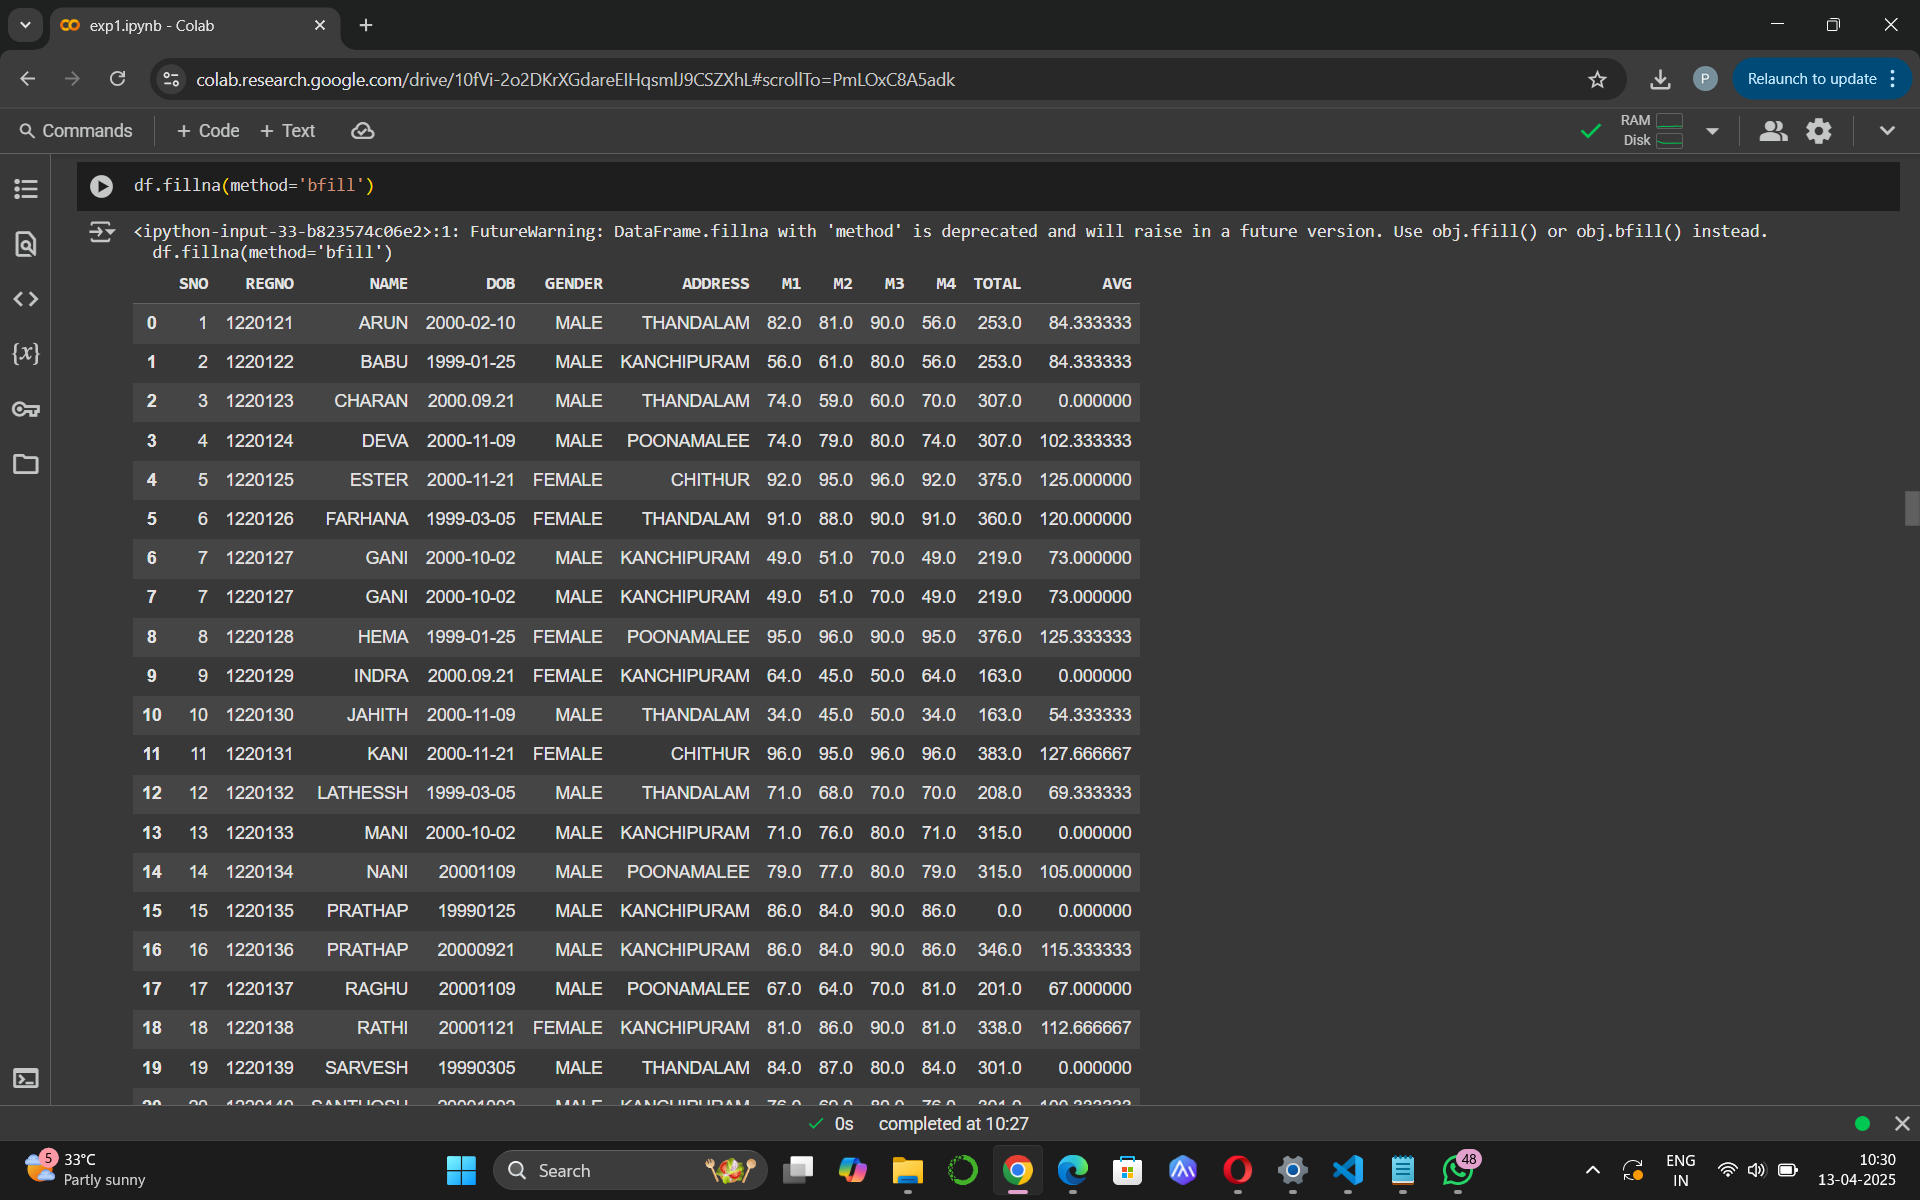 exp1.ipynb - Colab
colab.research.google.com/drive/10fVi-2o2DKrXGdareEIHqsmlJ9CSZXhL#scrollTo=PmLOxC8A5adk
P
Relaunch to update
Commands + Code + Text
RAM
Disk
df.fillna(method='bfill')
<ipython-input-33-b823574c06e2>:1: FutureWarning: DataFrame.fillna with 'method' is deprecated and will raise in a future version. Use obj.ffill() or obj.bfill() instead.
df.fillna(method='bfill')
SNO REGNO NAME DOB GENDER ADDRESS M1 M2 M3 M4 TOTAL AVG
0 1 1220121 ARUN 2000-02-10 MALE THANDALAM 82.0 81.0 90.0 56.0 253.0 84.333333
1 2 1220122 BABU 1999-01-25 MALE KANCHIPURAM 56.0 61.0 80.0 56.0 253.0 84.333333
2 3 1220123 CHARAN 2000.09.21 MALE THANDALAM 74.0 59.0 60.0 70.0 307.0 0.000000
3 4 1220124 DEVA 2000-11-09 MALE POONAMALEE 74.0 79.0 80.0 74.0 307.0 102.333333
4 5 1220125 ESTER 2000-11-21 FEMALE CHITHUR 92.0 95.0 96.0 92.0 375.0 125.000000
5 6 1220126 FARHANA 1999-03-05 FEMALE THANDALAM 91.0 88.0 90.0 91.0 360.0 120.000000
6 7 1220127 GANI 2000-10-02 MALE KANCHIPURAM 49.0 51.0 70.0 49.0 219.0 73.000000
7 7 1220127 GANI 2000-10-02 MALE KANCHIPURAM 49.0 51.0 70.0 49.0 219.0 73.000000
8 8 1220128 HEMA 1999-01-25 FEMALE POONAMALEE 95.0 96.0 90.0 95.0 376.0 125.333333
9 9 1220129 INDRA 2000.09.21 FEMALE KANCHIPURAM 64.0 45.0 50.0 64.0 163.0 0.000000
10 10 1220130 JAHITH 2000-11-09 MALE THANDALAM 34.0 45.0 50.0 34.0 163.0 54.333333
11 11 1220131 KANI 2000-11-21 FEMALE CHITHUR 96.0 95.0 96.0 96.0 383.0 127.666667
12 12 1220132 LATHESSH 1999-03-05 MALE THANDALAM 71.0 68.0 70.0 70.0 208.0 69.333333
13 13 1220133 MANI 2000-10-02 MALE KANCHIPURAM 71.0 76.0 80.0 71.0 315.0 0.000000
14 14 1220134 NANI 20001109 MALE POONAMALEE 79.0 77.0 80.0 79.0 315.0 105.000000
15 15 1220135 PRATHAP 19990125 MALE KANCHIPURAM 86.0 84.0 90.0 86.0 0.0 0.000000
16 16 1220136 PRATHAP 20000921 MALE KANCHIPURAM 86.0 84.0 90.0 86.0 346.0 115.333333
17 17 1220137 RAGHU 20001109 MALE POONAMALEE 67.0 64.0 70.0 81.0 201.0 67.000000
18 18 1220138 RATHI 20001121 FEMALE KANCHIPURAM 81.0 86.0 90.0 81.0 338.0 112.666667
19 19 1220139 SARVESH 19990305 MALE THANDALAM 84.0 87.0 80.0 84.0 301.0 0.000000
0s completed at 10:27
5
33°C
Partly sunny
Search
48
ENG
IN
10:30
13-04-2025